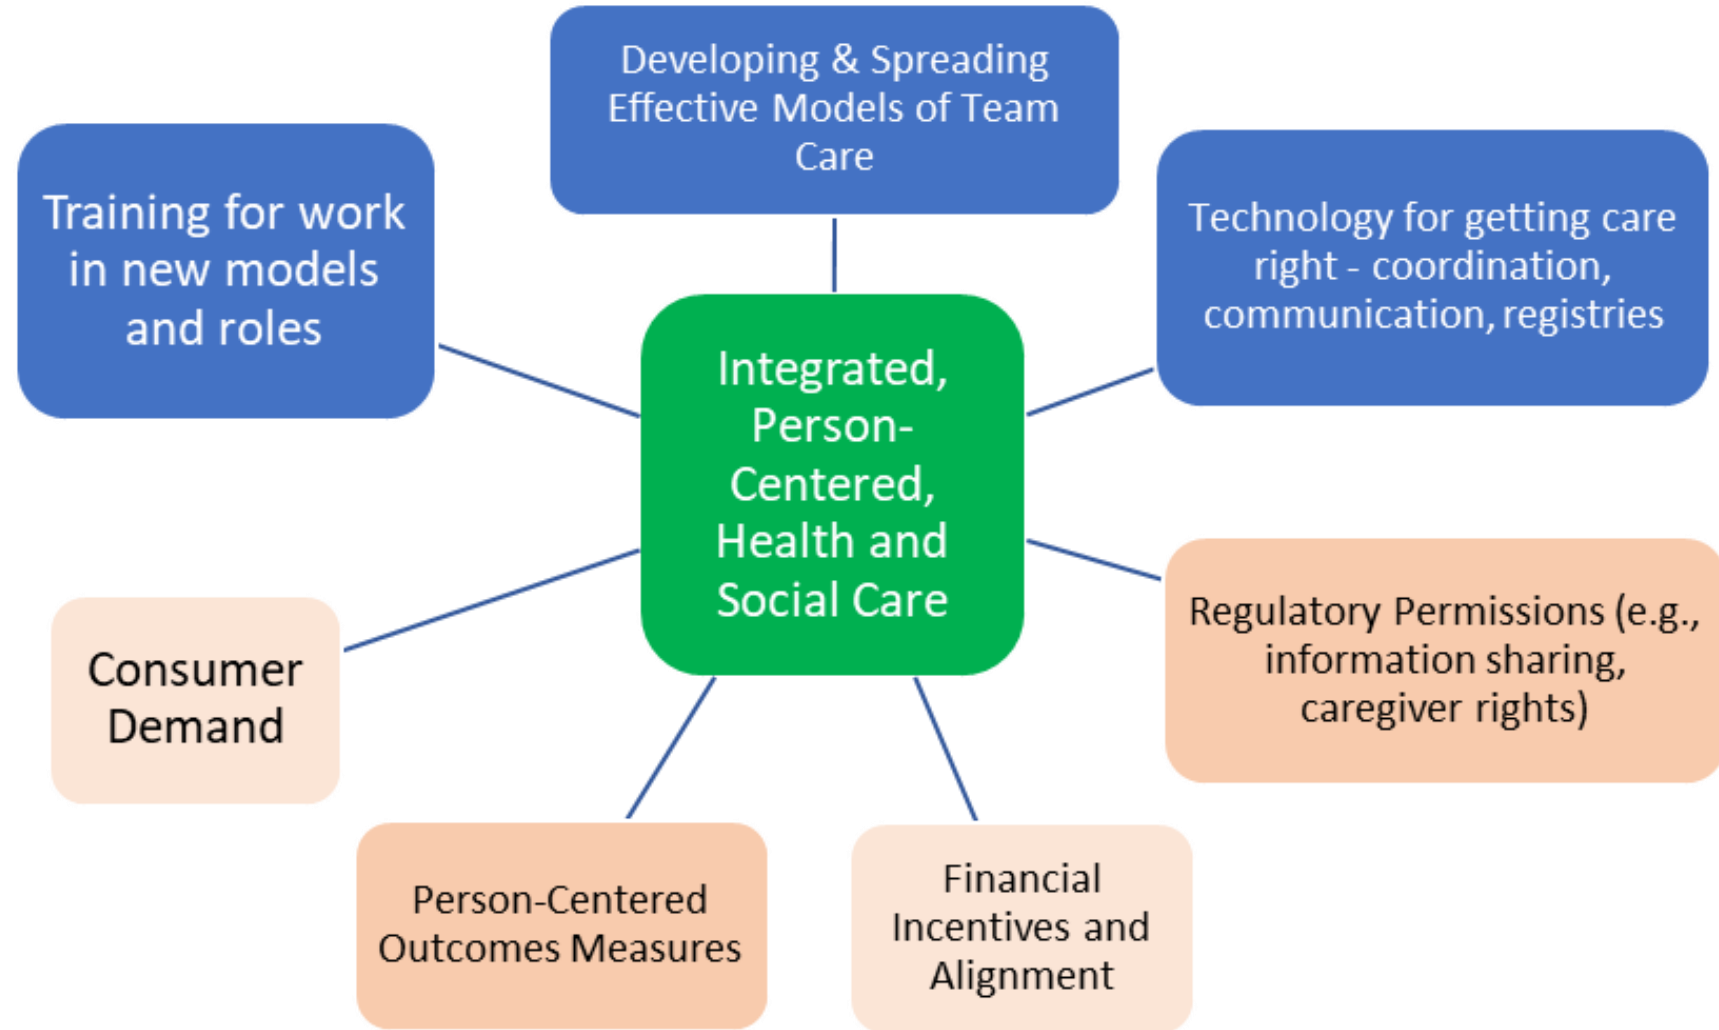 Developing & Spreading
Effective Models of Team
Care
Training for work
in new models
and roles
Technology for getting care
right - coordination,
communication, registries
Integrated,
Person-
Centered,
Health and
Social Care
Regulatory Permissions (e.g.,
information sharing,
caregiver rights)
Consumer
Demand
Person-Centered
Outcomes Measures
Financial
Incentives and
Alignment